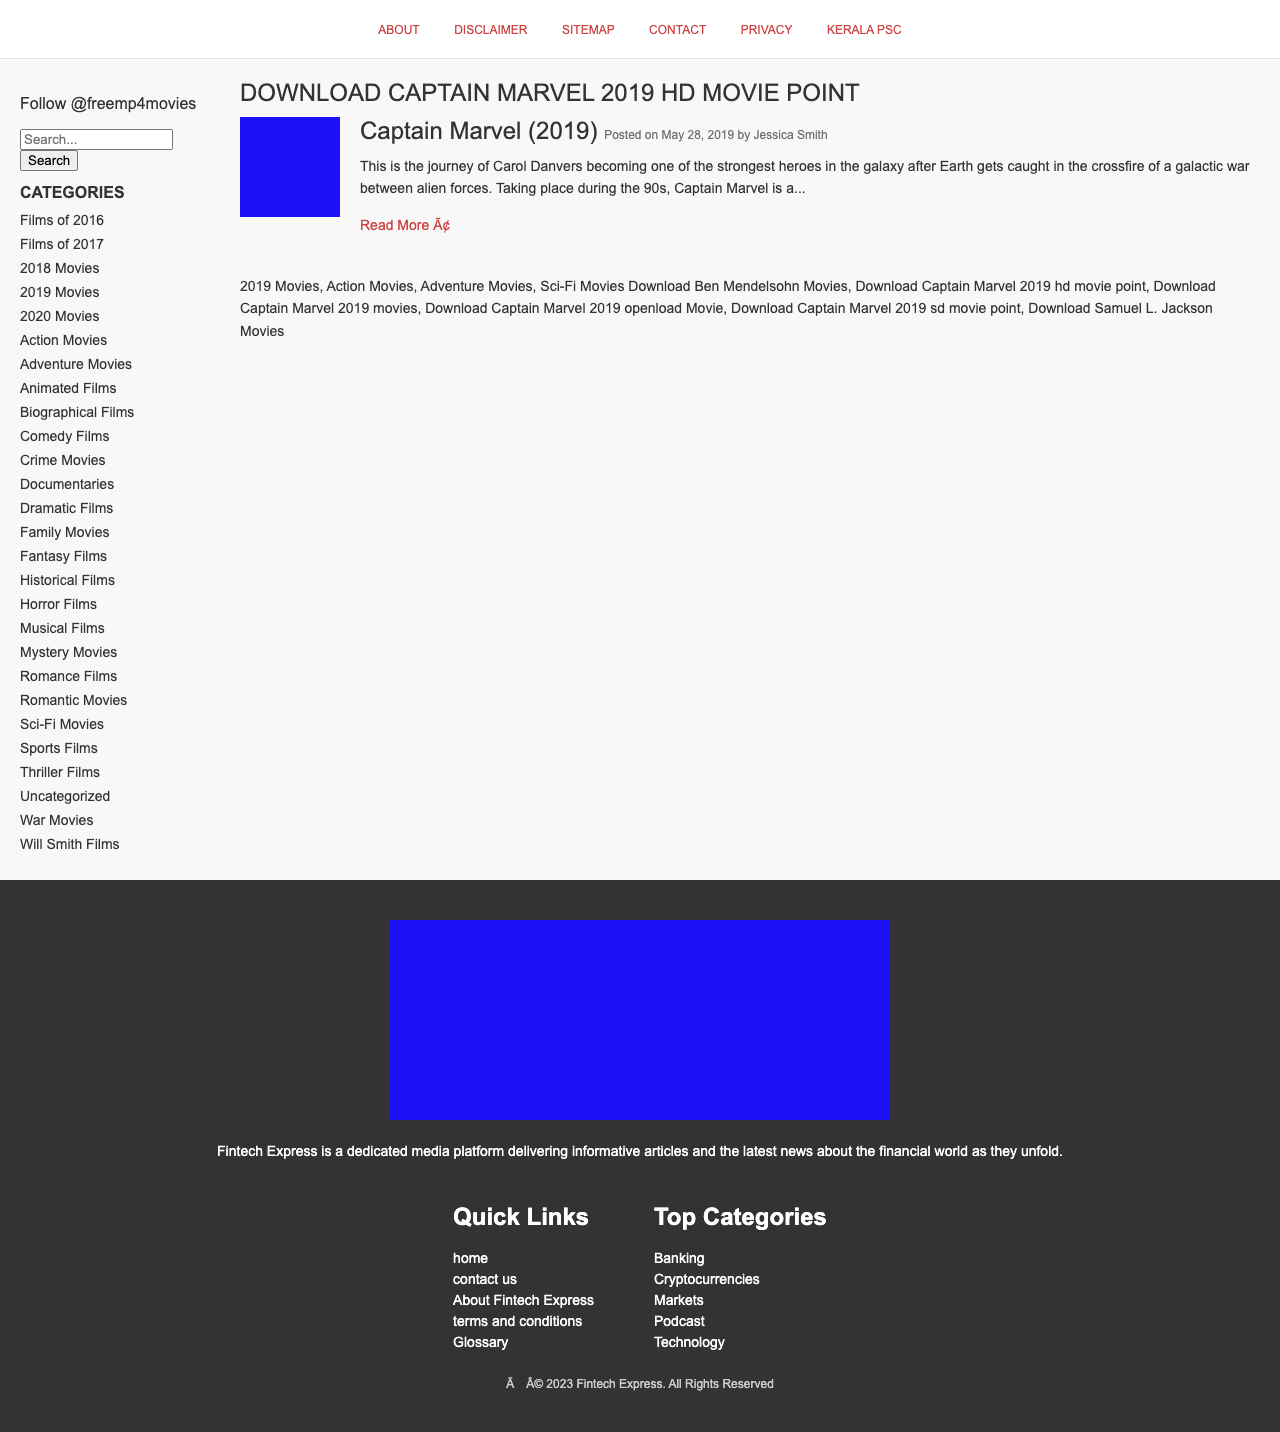 ABOUT DISCLAIMER SITEMAP CONTACT PRIVACY KERALA PSC
Follow @freemp4movies
Search...
Search
CATEGORIES
Films of 2016
Films of 2017
2018 Movies
2019 Movies
2020 Movies
Action Movies
Adventure Movies
Animated Films
Biographical Films
Comedy Films
Crime Movies
Documentaries
Dramatic Films
Family Movies
Fantasy Films
Historical Films
Horror Films
Musical Films
Mystery Movies
Romance Films
Romantic Movies
Sci-Fi Movies
Sports Films
Thriller Films
Uncategorized
War Movies
Will Smith Films
DOWNLOAD CAPTAIN MARVEL 2019 HD MOVIE POINT
Captain Marvel (2019) Posted on May 28, 2019 by Jessica Smith
This is the journey of Carol Danvers becoming one of the strongest heroes in the galaxy after Earth gets caught in the crossfire of a galactic war
between alien forces. Taking place during the 90s, Captain Marvel is a...
Read More Ã¢
2019 Movies, Action Movies, Adventure Movies, Sci-Fi Movies Download Ben Mendelsohn Movies, Download Captain Marvel 2019 hd movie point, Download
Captain Marvel 2019 movies, Download Captain Marvel 2019 openload Movie, Download Captain Marvel 2019 sd movie point, Download Samuel L. Jackson
Movies
Fintech Express is a dedicated media platform delivering informative articles and the latest news about the financial world as they unfold.
Quick Links
home
contact us
About Fintech Express
terms and conditions
Glossary
Top Categories
Banking
Cryptocurrencies
Markets
Podcast
Technology
Ã Â© 2023 Fintech Express. All Rights Reserved